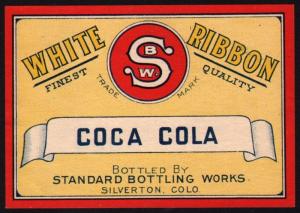 WHITE RIBBON
FINEST QUALITY
S
B
W.
TRADE MARK
COCA COLA
BOTTLED BY
STANDARD BOTTLING WORKS
SILVERTON, COLO.